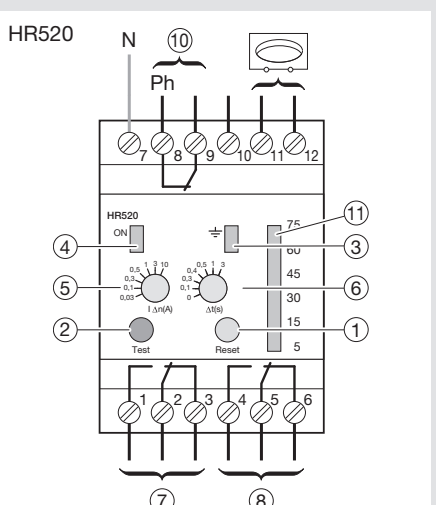 HR520
N
⑩
Ph
7 8 9 10 11 12
HR520
ON
75
60
45
30
15
5
⑪
④
③
0,03 0,1 0,3 0,5 1 3 10
I Δn(A)
0 0,1 0,3 0,5 1 3
Δt(s)
⑤
⑥
②
①
Test
Reset
1 2 3 4 5 6
⑦
⑧